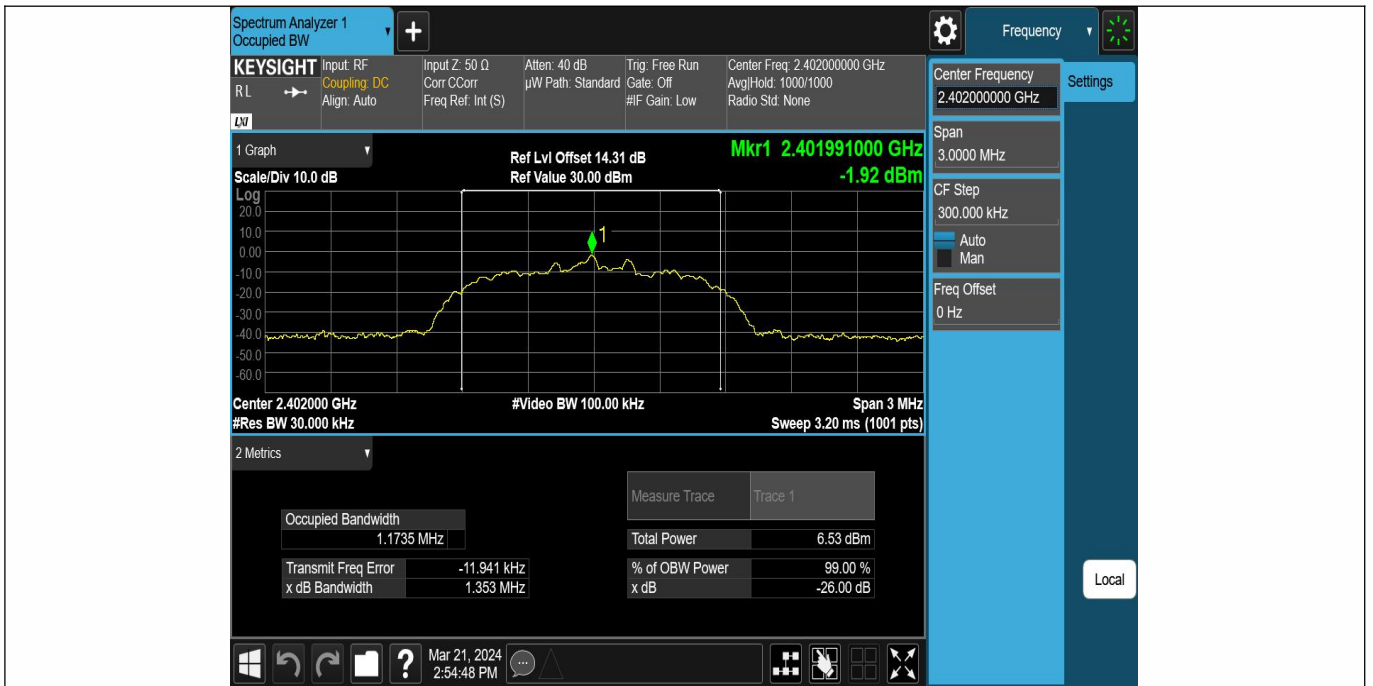 Spectrum Analyzer 1
Occupied BW
+
Frequency
KEYSIGHT
RL
LXI
Input: RF
Coupling: DC
Align: Auto
Input Z: 50 Ω
Corr CCorr
Freq Ref: Int (S)
Atten: 40 dB
µW Path: Standard
Trig: Free Run
Gate: Off
#IF Gain: Low
Center Freq: 2.402000000 GHz
Avg|Hold: 1000/1000
Radio Std: None
Center Frequency
2.402000000 GHz
Settings
Span
3.0000 MHz
CF Step
300.000 kHz
Auto
Man
Freq Offset
0 Hz
Local
1 Graph
Scale/Div 10.0 dB
Ref Lvl Offset 14.31 dB
Ref Value 30.00 dBm
Mkr1 2.401991000 GHz
-1.92 dBm
Log
20.0
10.0
0.00
-10.0
-20.0
-30.0
-40.0
-50.0
-60.0
1
Center 2.402000 GHz
#Video BW 100.00 kHz
Span 3 MHz
#Res BW 30.000 kHz
Sweep 3.20 ms (1001 pts)
2 Metrics
Measure Trace Trace 1
Occupied Bandwidth
1.1735 MHz
Total Power 6.53 dBm
Transmit Freq Error -11.941 kHz
% of OBW Power 99.00 %
x dB Bandwidth 1.353 MHz
x dB -26.00 dB
?
Mar 21, 2024
2:54:48 PM